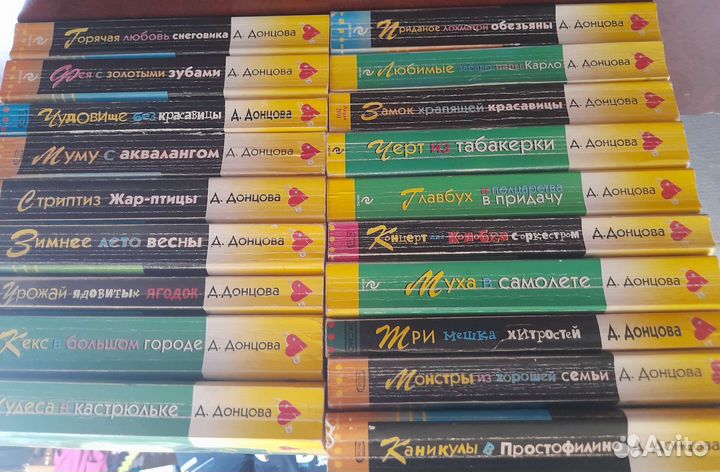 Горячая любовь снеговика Д. Донцова
Фея с золотыми зубами Д. Донцова
Чудовище без красавицы Д. Донцова
Муму с аквалангом Д. Донцова
Стриптиз Жар-птицы Д. Донцова
Зимнее лето весны Д. Донцова
Урожай ядовитых ягодок Д. Донцова
Кекс в большом городе Д. Донцова
Чудеса в кастрюльке Д. Донцова
Приданое лохматой обезьяны Д. Донцова
Любимые забавы папы Карло Д. Донцова
Замок храпящей красавицы Д. Донцова
Черт из табакерки Д. Донцова
Главбух и полцарства
в придачу Д. Донцова
Концерт для Колобка с оркестром Д. Донцова
Муха в самолете Д. Донцова
Три мешка хитростей Д. Донцова
Монстры из хорошей семьи Д. Донцова
Каникулы в Простофилино
Avito